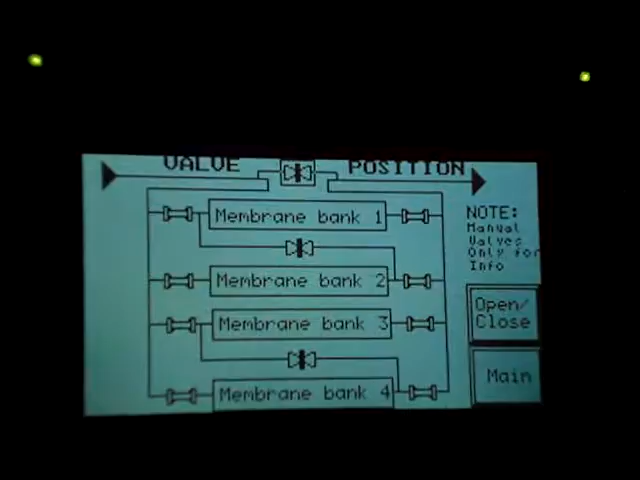 VALVE POSITION
Membrane bank 1
Membrane bank 2
Membrane bank 3
Membrane bank 4
NOTE:
Manual
Valves
Only for
Info
Open/
Close
Main